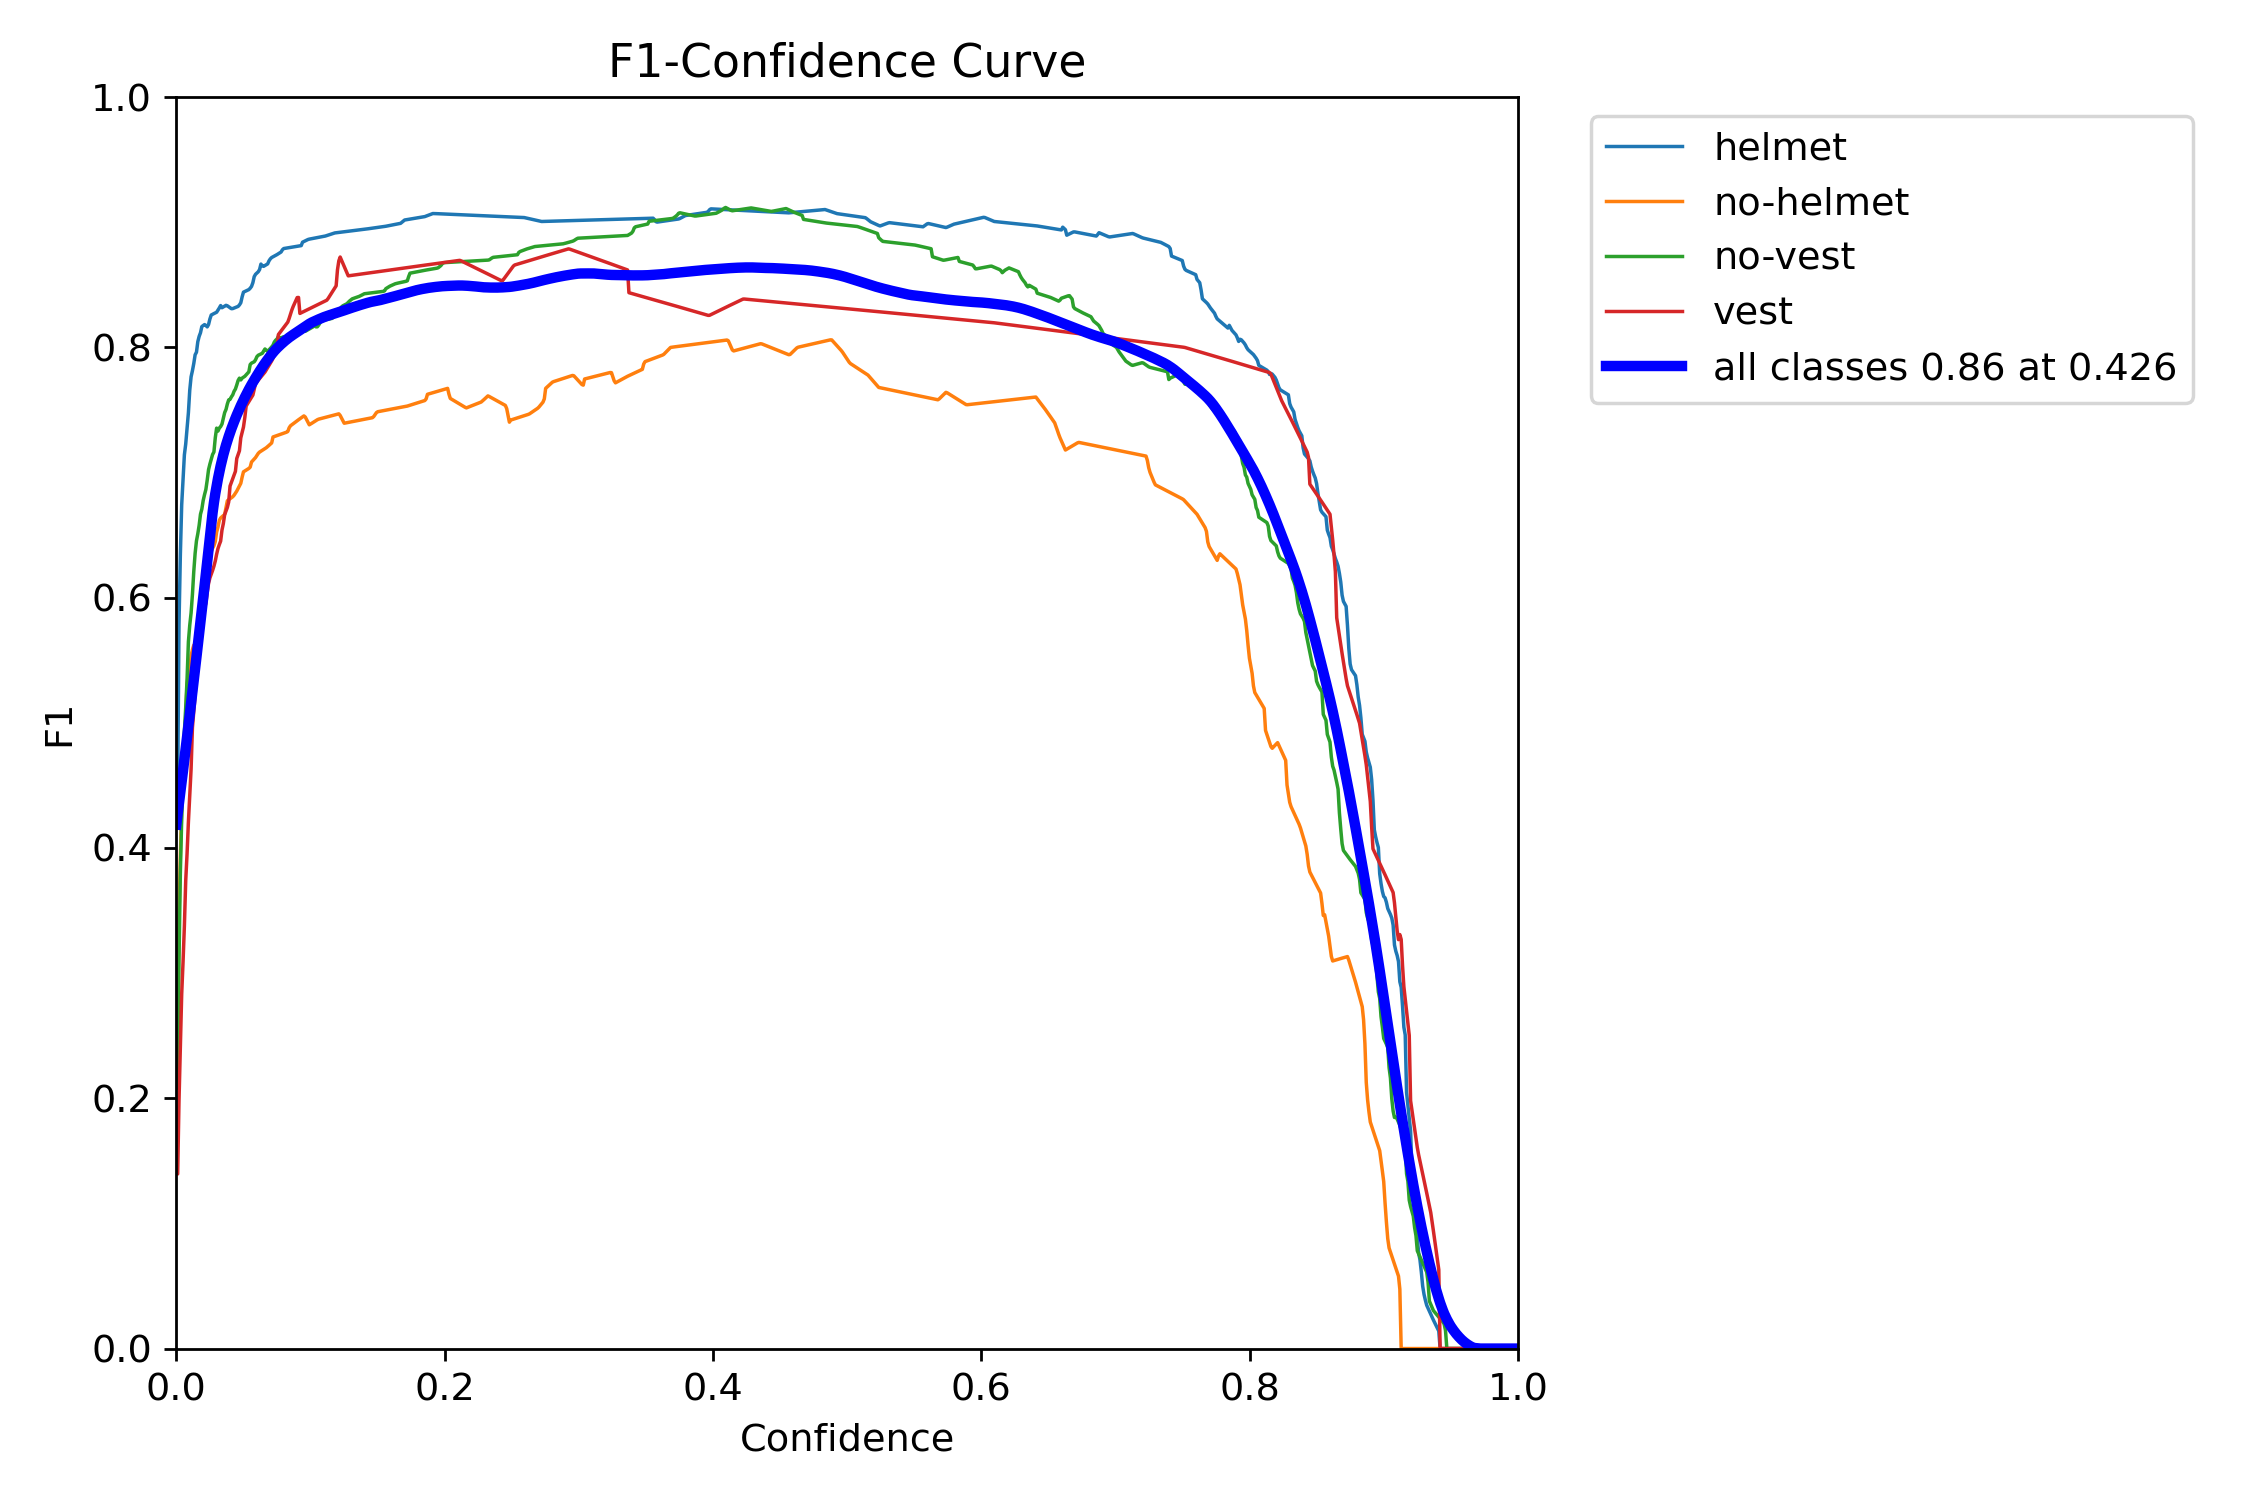 F1-Confidence Curve
1.0
0.8
0.6
0.4
0.2
0.0
F1
0.0 0.2 0.4 0.6 0.8 1.0
Confidence
helmet
no-helmet
no-vest
vest
all classes 0.86 at 0.426